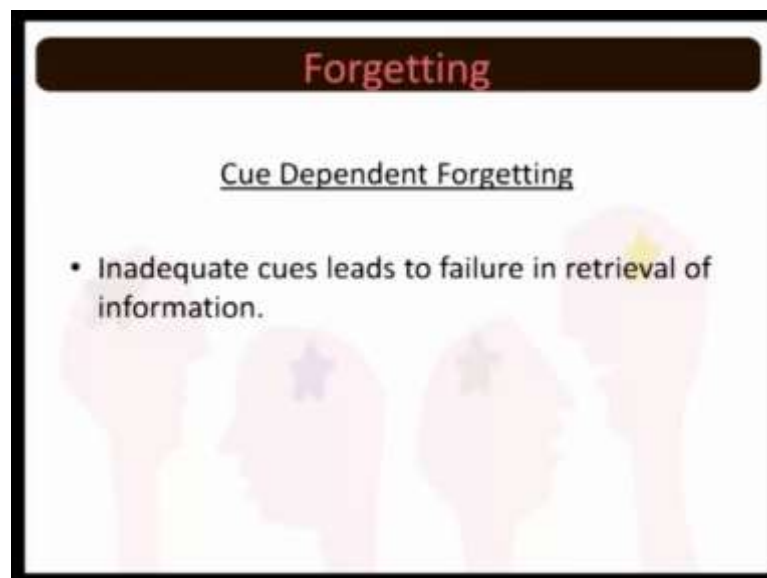 Forgetting
Cue Dependent Forgetting
• Inadequate cues leads to failure in retrieval of
information.